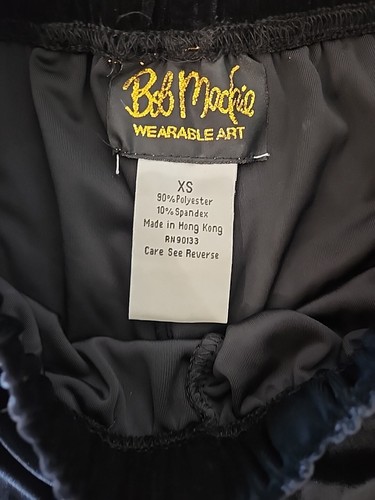 Bob Mackie
WEARABLE ART
XS
90% Polyester
10% Spandex
Made in Hong Kong
RN90133
Care See Reverse